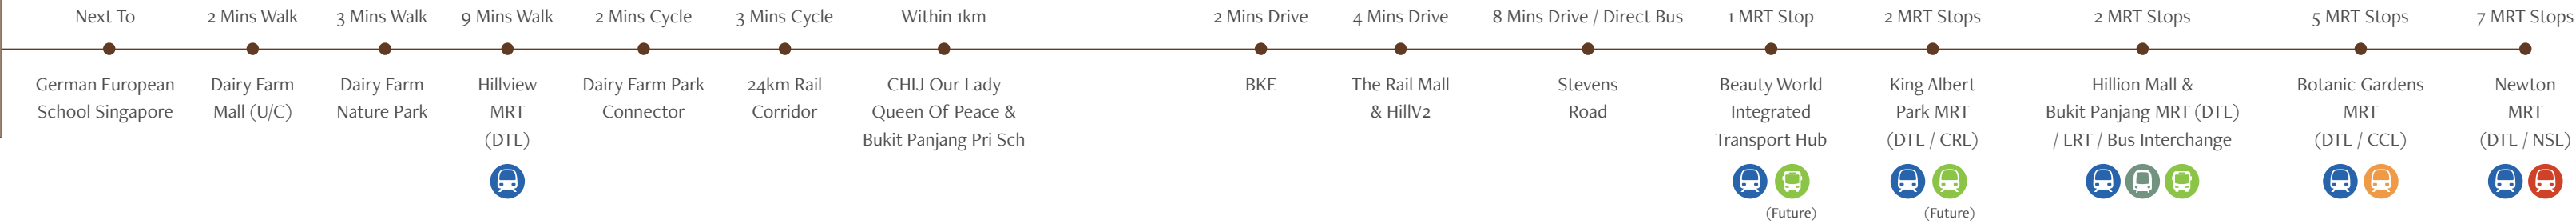 Next To
German European
School Singapore
2 Mins Walk
Dairy Farm
Mall (U/C)
3 Mins Walk
Dairy Farm
Nature Park
9 Mins Walk
Hillview
MRT
(DTL)
2 Mins Cycle
Dairy Farm Park
Connector
3 Mins Cycle
24km Rail
Corridor
Within 1km
CHIJ Our Lady
Queen Of Peace &
Bukit Panjang Pri Sch
2 Mins Drive
BKE
4 Mins Drive
The Rail Mall
& HillV2
8 Mins Drive / Direct Bus
Stevens
Road
1 MRT Stop
Beauty World
Integrated
Transport Hub
(Future)
2 MRT Stops
King Albert
Park MRT
(DTL / CRL)
(Future)
2 MRT Stops
Hillion Mall &
Bukit Panjang MRT (DTL)
/ LRT / Bus Interchange
5 MRT Stops
Botanic Gardens
MRT
(DTL / CCL)
7 MRT Stops
Newton
MRT
(DTL / NSL)